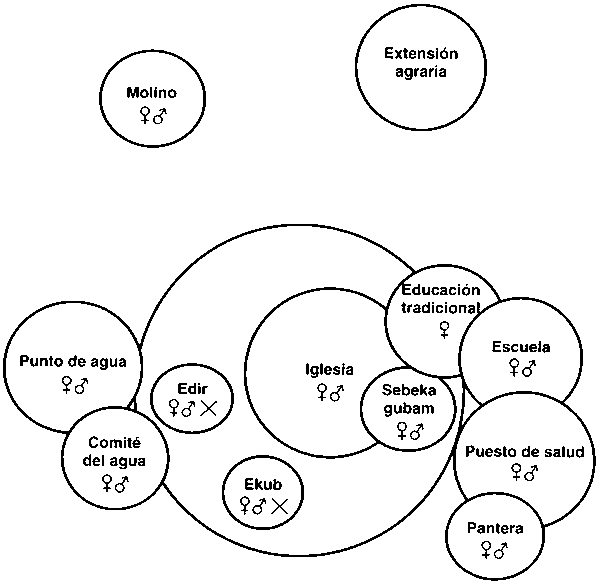 Extensión
agraria
Molino
♀♂
Educación
tradicional
♀
Escuela
♀♂
Punto de agua
♀♂
Iglesia
♀♂
Edir
♀♂×
Sebeka
gubam
♀♂
Comité
del agua
♀♂
Puesto de salud
♀♂
Ekub
♀♂×
Pantera
♀♂